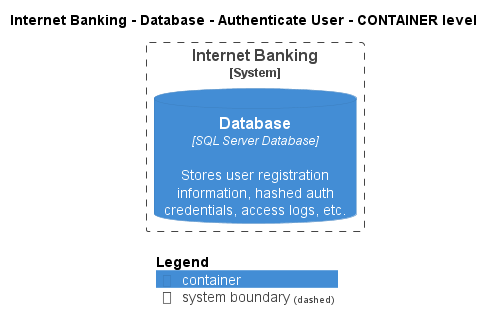 Internet Banking - Database - Authenticate User - CONTAINER level
Internet Banking
[System]
Database
[SQL Server Database]
Stores user registration
information, hashed auth
credentials, access logs, etc.
Legend
container
system boundary (dashed)